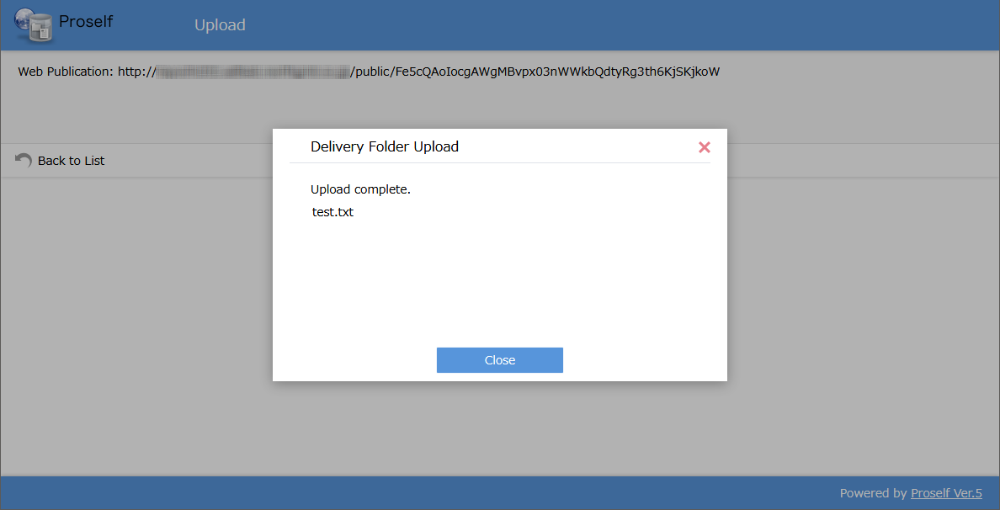 Proself
Upload
Web Publication: http:// /public/Fe5cQAoIocgAWgMBvpx03nWWkbQdtyRg3th6KjSKjkoW
Back to List
Delivery Folder Upload
Upload complete.
test.txt
Close
Powered by Proself Ver.5